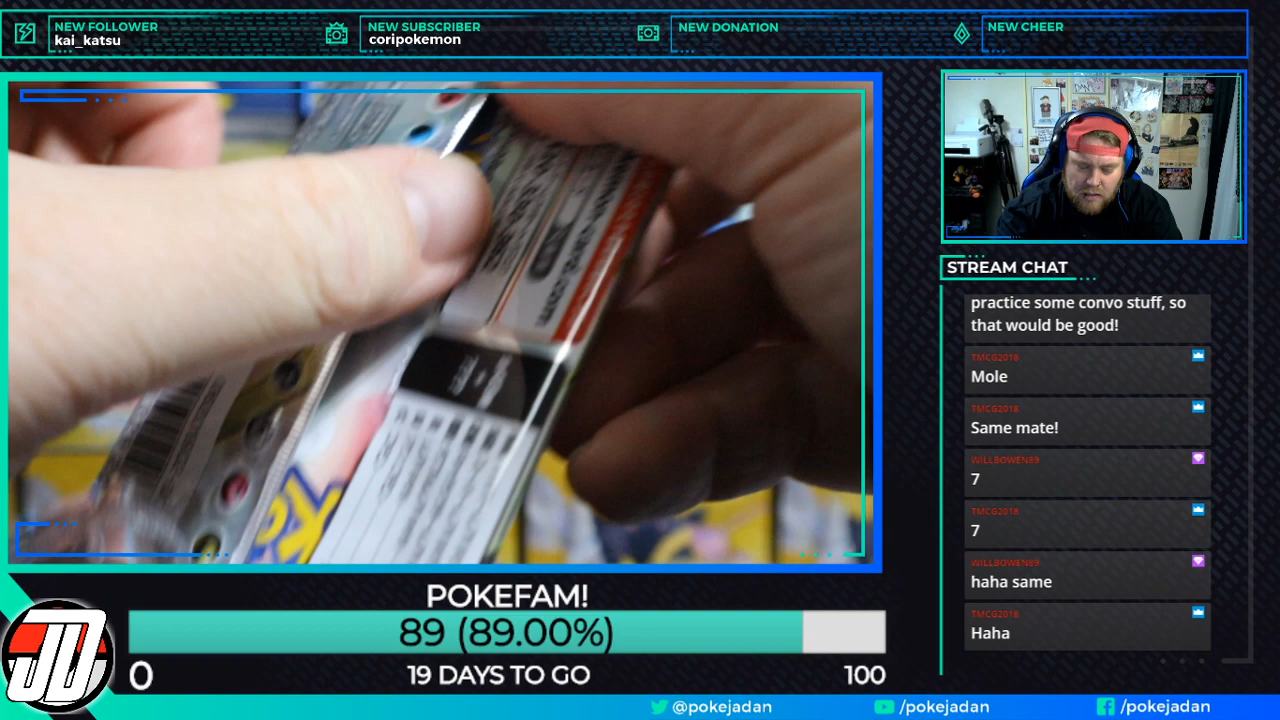 NEW FOLLOWER
kai_katsu
NEW SUBSCRIBER
coripokemon
NEW DONATION
NEW CHEER
STREAM CHAT
practice some convo stuff, so
that would be good!
TMCG2018
Mole
TMCG2018
Same mate!
WILLBOWEN89
7
TMCG2018
7
WILLBOWEN89
haha same
TMCG2018
Haha
POKEFAM!
89 (89.00%)
0
19 DAYS TO GO
100
JD
@pokejadan
/pokejadan
/pokejadan